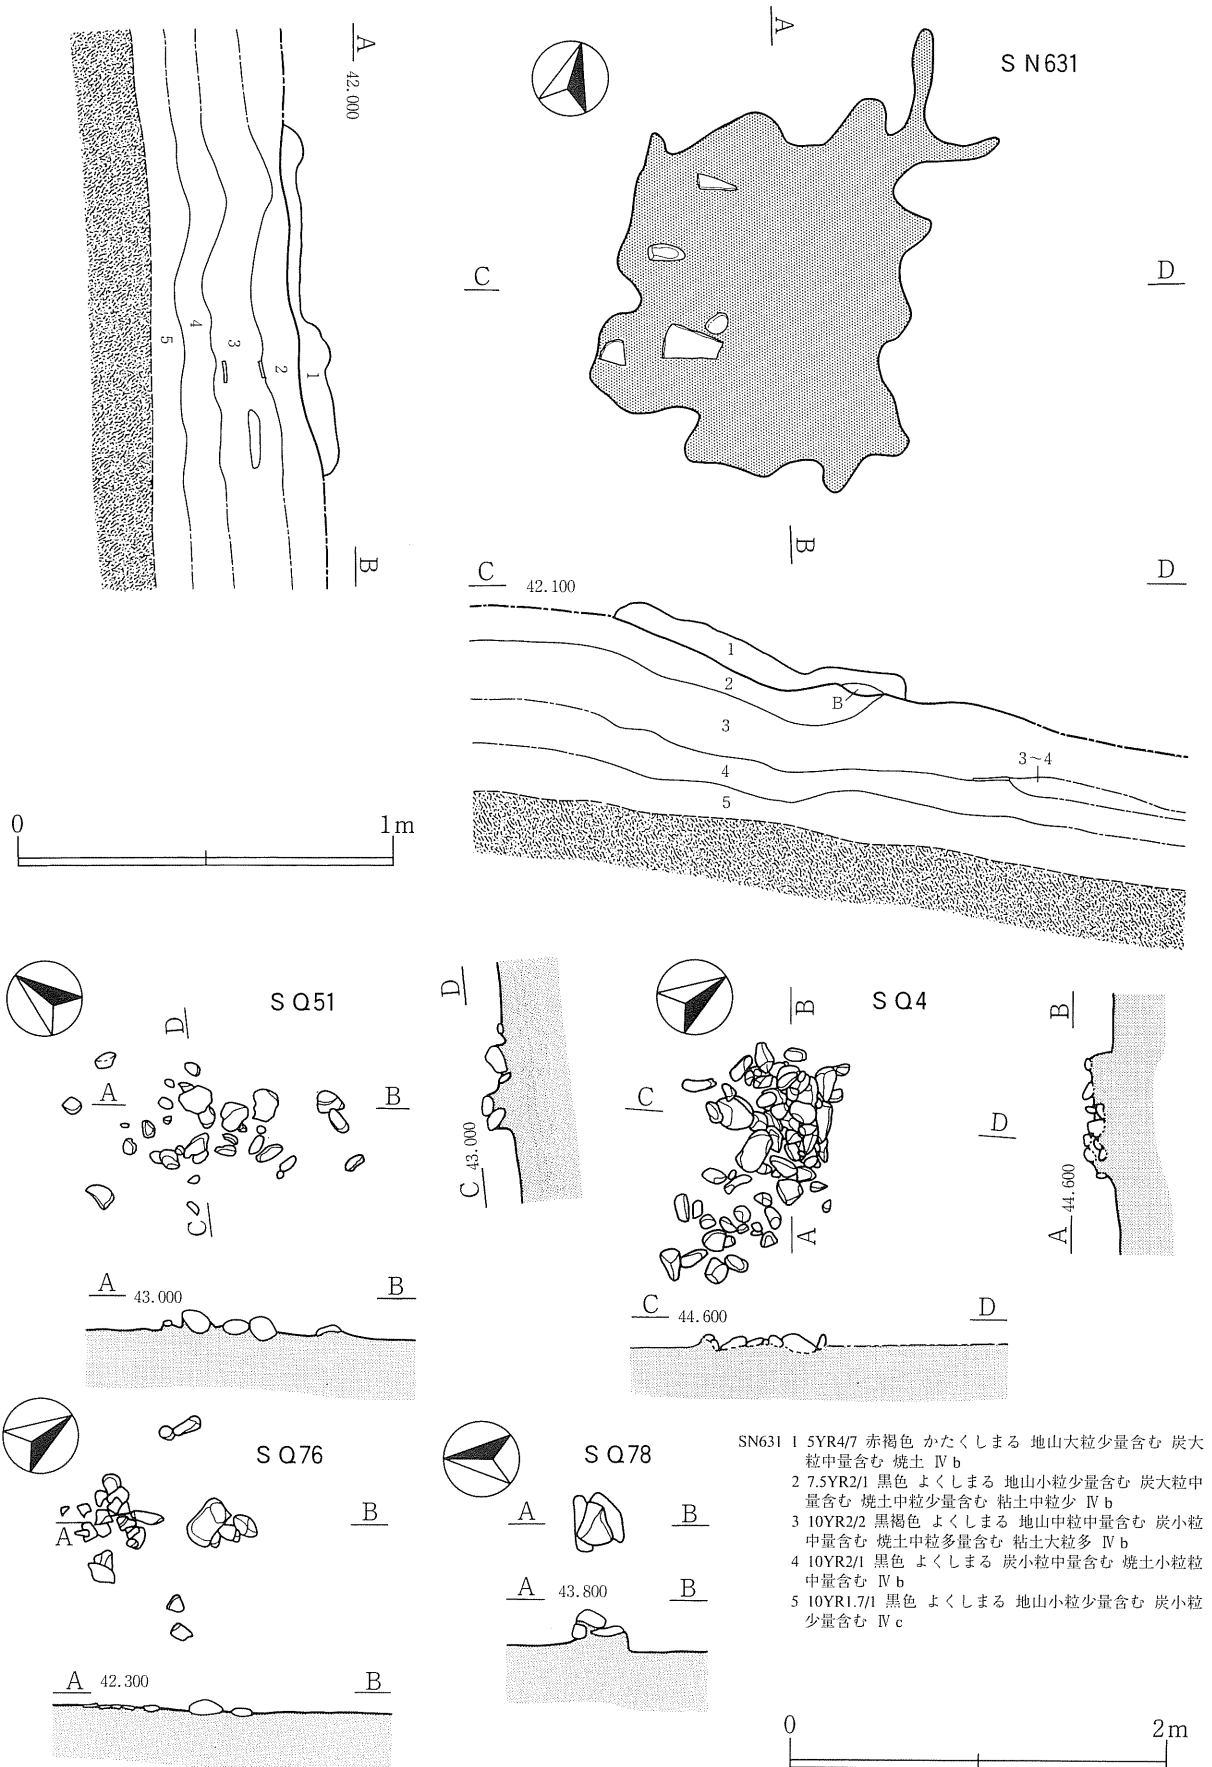 A
42.000
1
2
3
4
5
B
A
SN631
C
D
B
C
42.100
D
1
2
B
3
3~4
4
5
0
1m
SQ51
D
A
B
C
D
C 43.000
A
43.000
B
SQ4
B
C
D
A
B
A 44.600
C
44.600
D
SQ76
A
B
A 42.300
B
SQ78
A
B
A
43.800
B
SN631 1 5YR4/7 赤褐色 かたくしまる 地山大粒少量含む 炭大
粒中量含む 焼土 Ⅳb
2 7.5YR2/1 黒色 よくしまる 地山小粒少量含む 炭大粒中
量含む 焼土中粒少量含む 粘土中粒少 Ⅳb
3 10YR2/2 黒褐色 よくしまる 地山中粒中量含む 炭小粒
中量含む 焼土中粒多量含む 粘土大粒多 Ⅳb
4 10YR2/1 黒色 よくしまる 炭小粒中量含む 焼土小粒粒
中量含む Ⅳb
5 10YR1.7/1 黒色 よくしまる 地山小粒少量含む 炭小粒
少量含む Ⅳc
0
2m